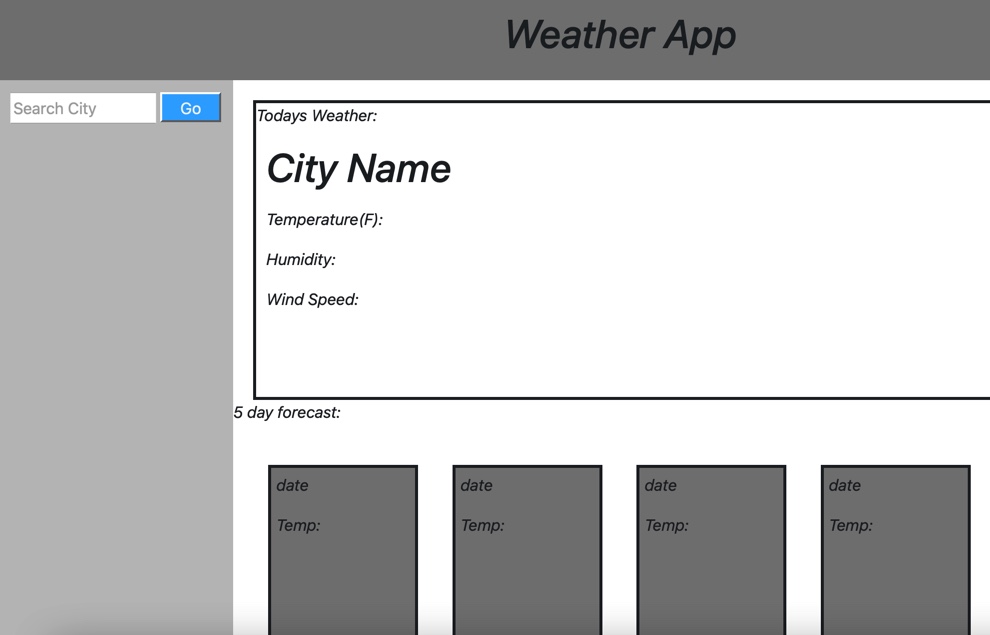 Weather App
Search City Go
Todays Weather:
City Name
Temperature(F):
Humidity:
Wind Speed:
5 day forecast:
date date date date
Temp: Temp: Temp: Temp: